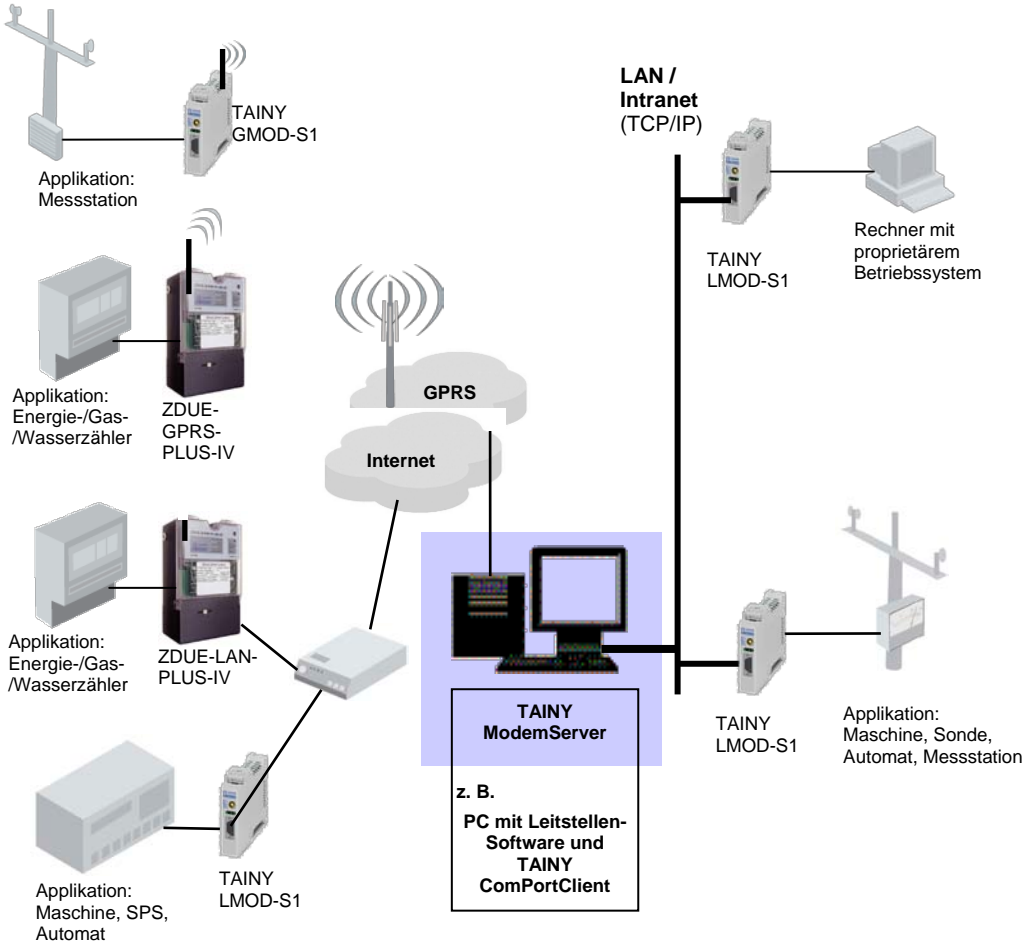 TAINY
GMOD-S1
Applikation:
Messstation
Applikation:
Energie-/Gas-
/Wasserzähler
ZDUE-
GPRS-
PLUS-IV
Applikation:
Energie-/Gas-
/Wasserzähler
ZDUE-LAN-
PLUS-IV
Applikation:
Maschine, SPS,
Automat
TAINY
LMOD-S1
GPRS
Internet
TAINY
ModemServer
z. B.
PC mit Leitstellen-
Software und
TAINY
ComPortClient
LAN /
Intranet
(TCP/IP)
TAINY
LMOD-S1
Rechner mit
proprietärem
Betriebssystem
TAINY
LMOD-S1
Applikation:
Maschine, Sonde,
Automat, Messstation